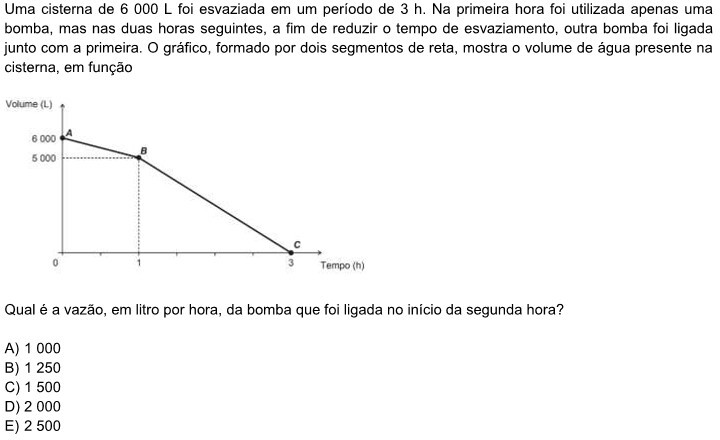 Uma cisterna de 6 000 L foi esvaziada em um período de 3 h. Na primeira hora foi utilizada apenas uma
bomba, mas nas duas horas seguintes, a fim de reduzir o tempo de esvaziamento, outra bomba foi ligada
junto com a primeira. O gráfico, formado por dois segmentos de reta, mostra o volume de água presente na
cisterna, em função
Volume (L)
6 000
A
5 000
B
C
0
1
3
Tempo (h)
Qual é a vazão, em litro por hora, da bomba que foi ligada no início da segunda hora?
A) 1 000
B) 1 250
C) 1 500
D) 2 000
E) 2 500